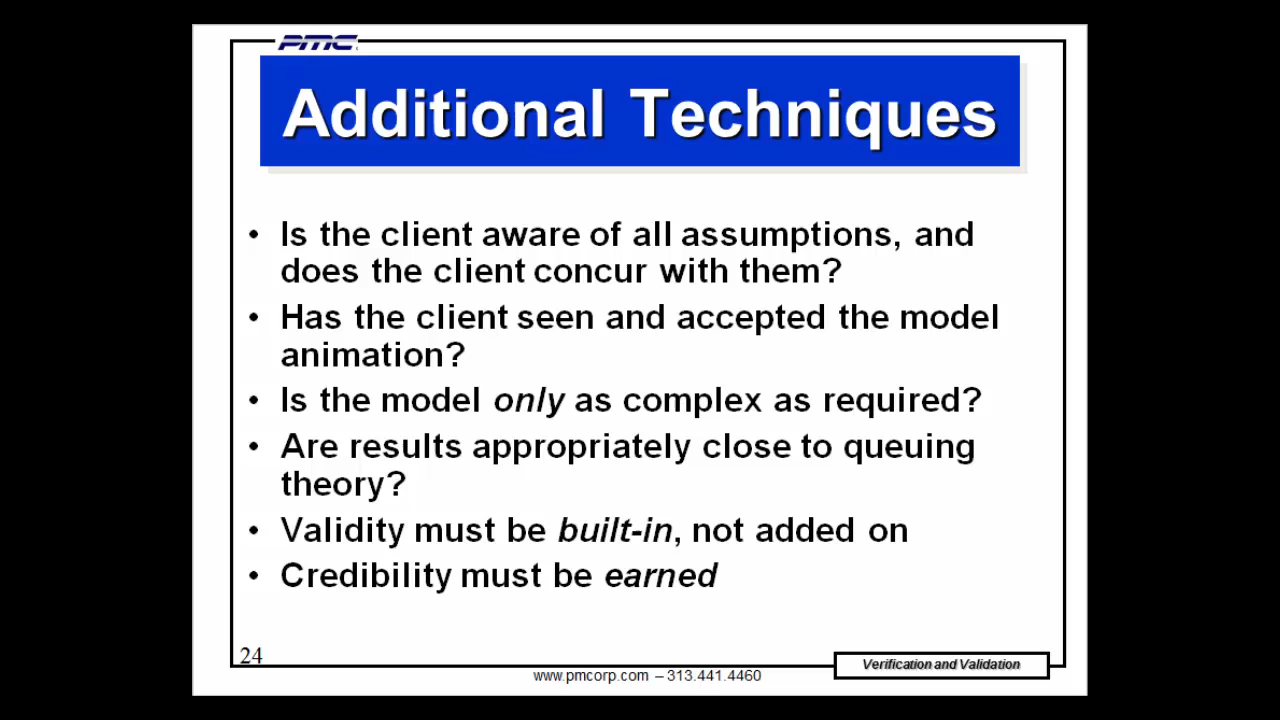 PMC
Additional Techniques
• Is the client aware of all assumptions, and
does the client concur with them?
• Has the client seen and accepted the model
animation?
• Is the model only as complex as required?
• Are results appropriately close to queuing
theory?
• Validity must be built-in, not added on
• Credibility must be earned
24
Verification and Validation
www.pmcorp.com – 313.441.4460